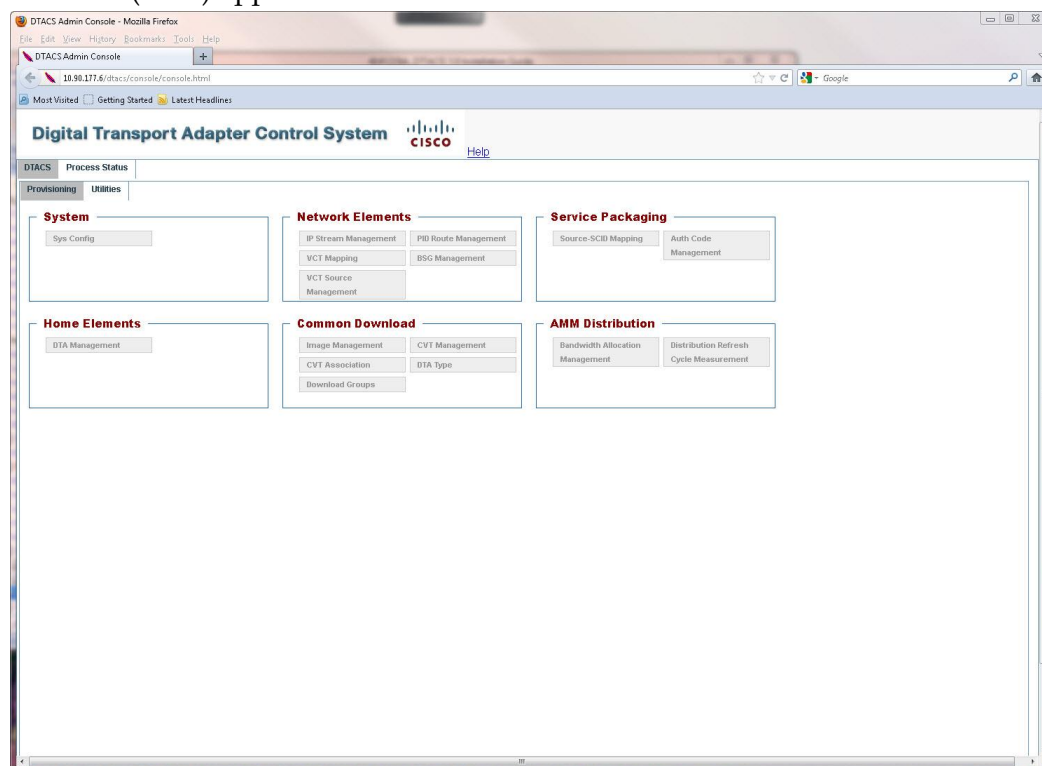 DTACS Admin Console - Mozilla Firefox
File Edit View History Bookmarks Tools Help
DTACS Admin Console +
10.90.177.6/dtacs/console/console.html
Google
Most Visited Getting Started Latest Headlines
Digital Transport Adapter Control System
CISCO
Help
DTACS Process Status
Provisioning Utilities
System
Sys Config
Network Elements
IP Stream Management PID Route Management
VCT Mapping BSG Management
VCT Source
Management
Service Packaging
Source-SCID Mapping Auth Code
Management
Home Elements
DTA Management
Common Download
Image Management CVT Management
CVT Association DTA Type
Download Groups
AMM Distribution
Bandwidth Allocation Distribution Refresh
Management Cycle Measurement